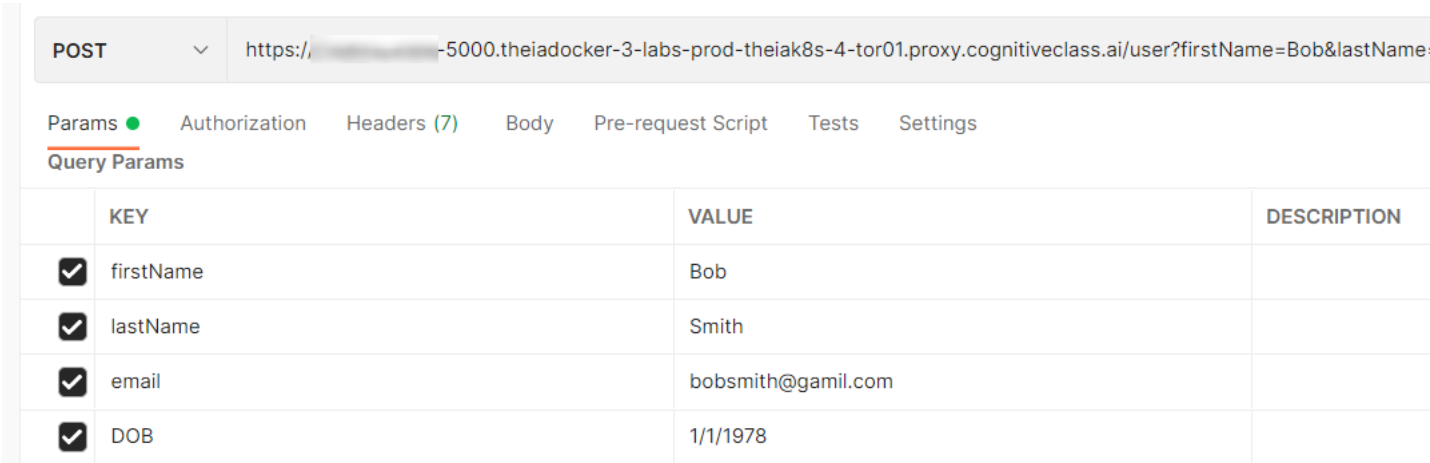 POST https:/ -5000.theiadocker-3-labs-prod-theiak8s-4-tor01.proxy.cognitiveclass.ai/user?firstName=Bob&lastName=
Params Authorization Headers (7) Body Pre-request Script Tests Settings
Query Params
KEY VALUE DESCRIPTION
firstName Bob
lastName Smith
email bobsmith@gamil.com
DOB 1/1/1978